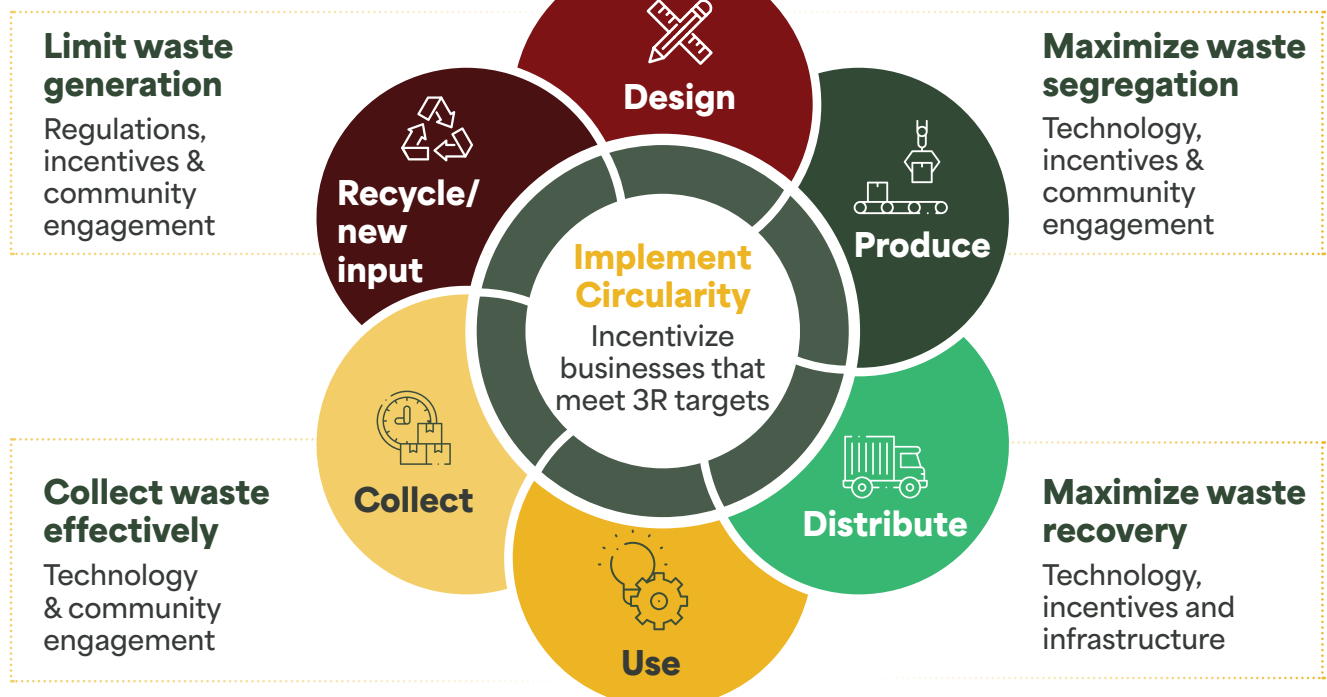 Limit waste
generation
Regulations,
incentives &
community
engagement
Design
Maximize waste
segregation
Technology,
incentives &
community
engagement
Recycle/
new
input
Produce
Implement
Circularity
Incentivize
businesses that
meet 3R targets
Collect waste
effectively
Technology
& community
engagement
Collect
Distribute
Use
Maximize waste
recovery
Technology,
incentives and
infrastructure